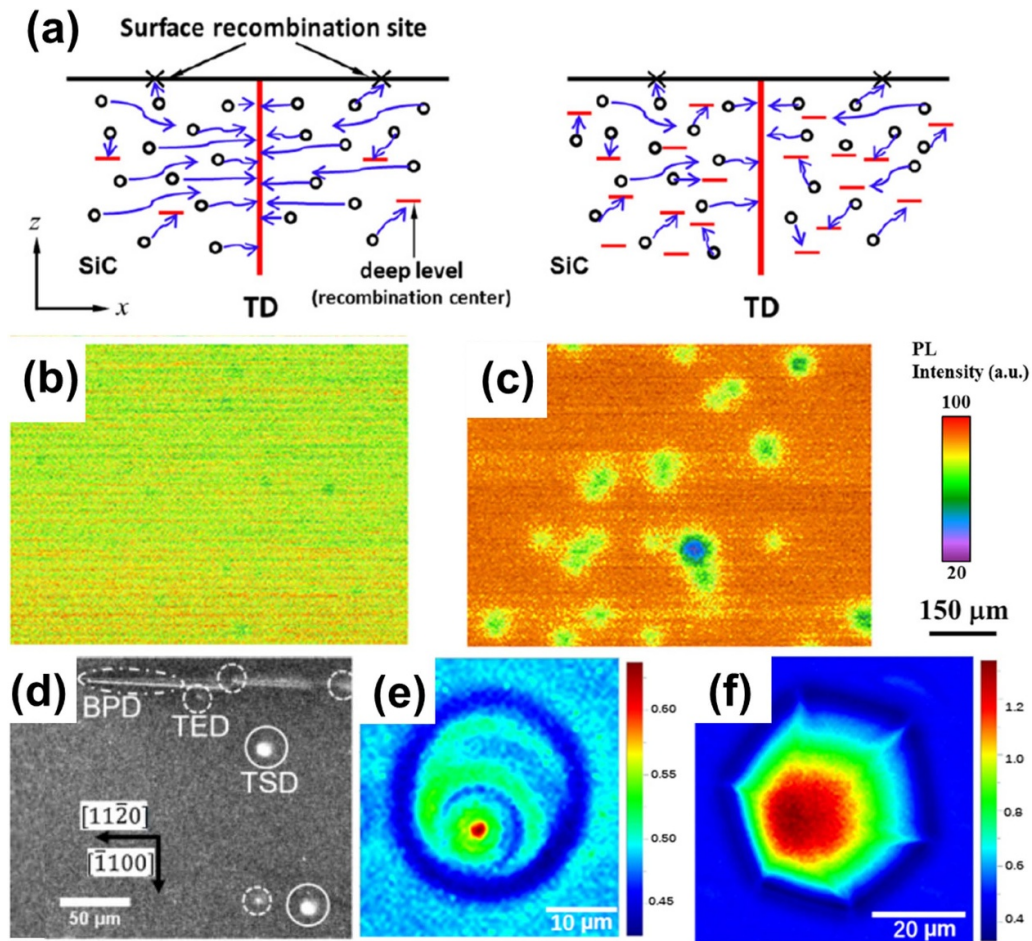 (a)
Surface recombination site
z
x
SiC
TD
deep level
(recombination center)
TD
(b)
(c)
PL
Intensity (a.u.)
100
20
150 μm
(d)
BPD
TED
TSD
[112̅0]
[1̅100]
50 μm
(e)
0.60
0.55
0.50
0.45
10 μm
(f)
1.2
1.0
0.8
0.6
0.4
20 μm